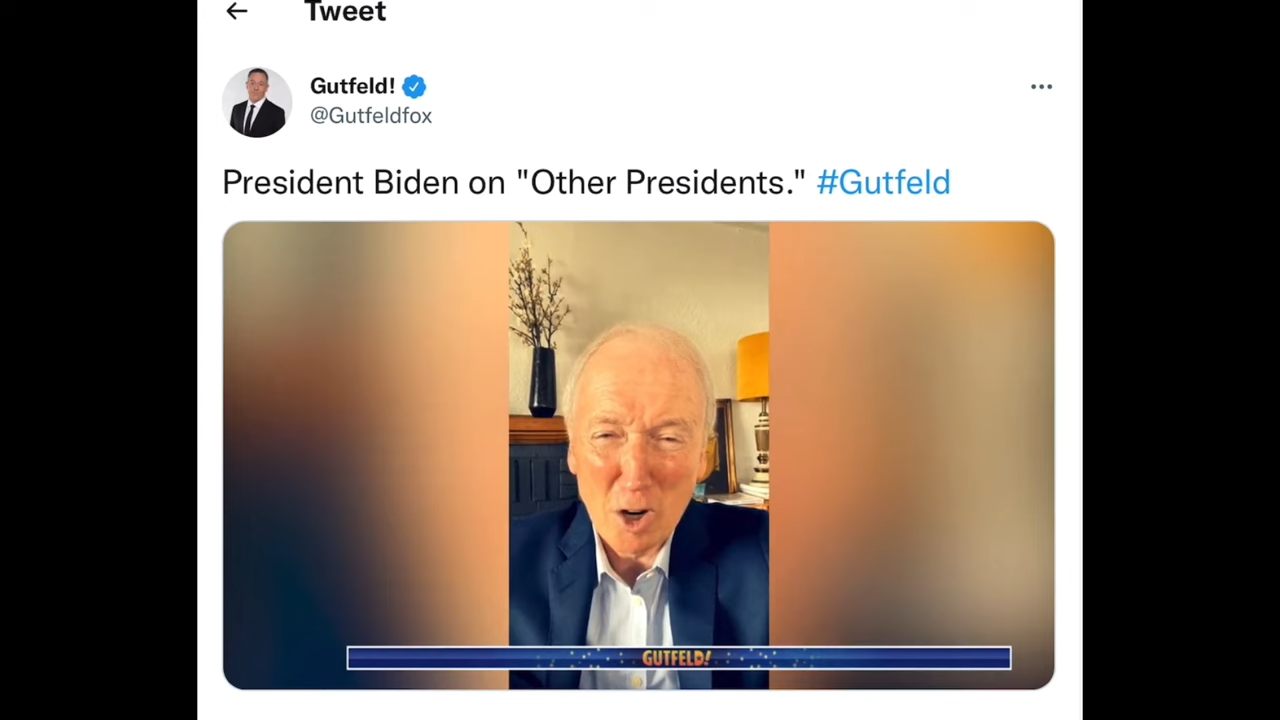 Tweet
Gutfeld!
@Gutfeldfox
President Biden on "Other Presidents." #Gutfeld
GUTFELD!